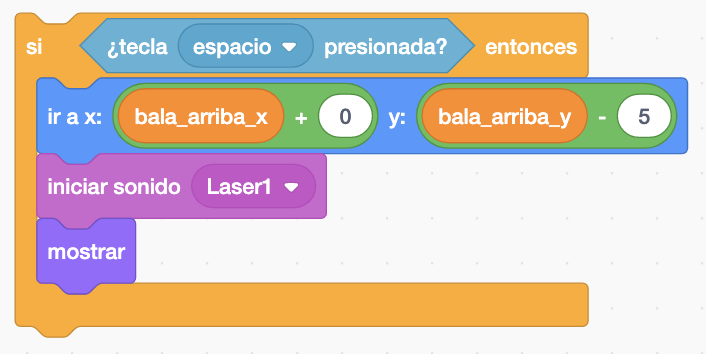 si ¿tecla espacio presionada? entonces
ir a x: bala_arriba_x + 0 y: bala_arriba_y - 5
iniciar sonido Laser1
mostrar